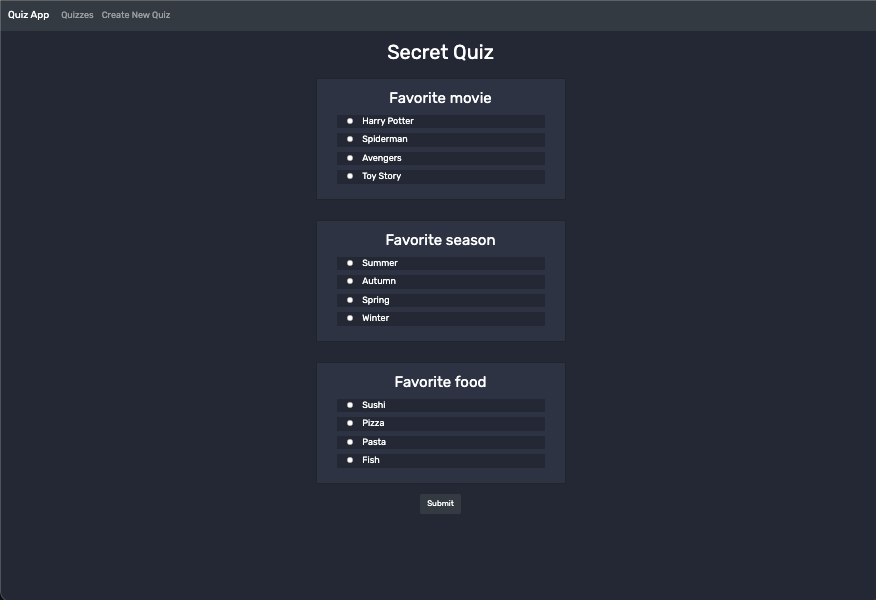 Quiz App Quizzes Create New Quiz
Secret Quiz
Favorite movie
Harry Potter
Spiderman
Avengers
Toy Story
Favorite season
Summer
Autumn
Spring
Winter
Favorite food
Sushi
Pizza
Pasta
Fish
Submit